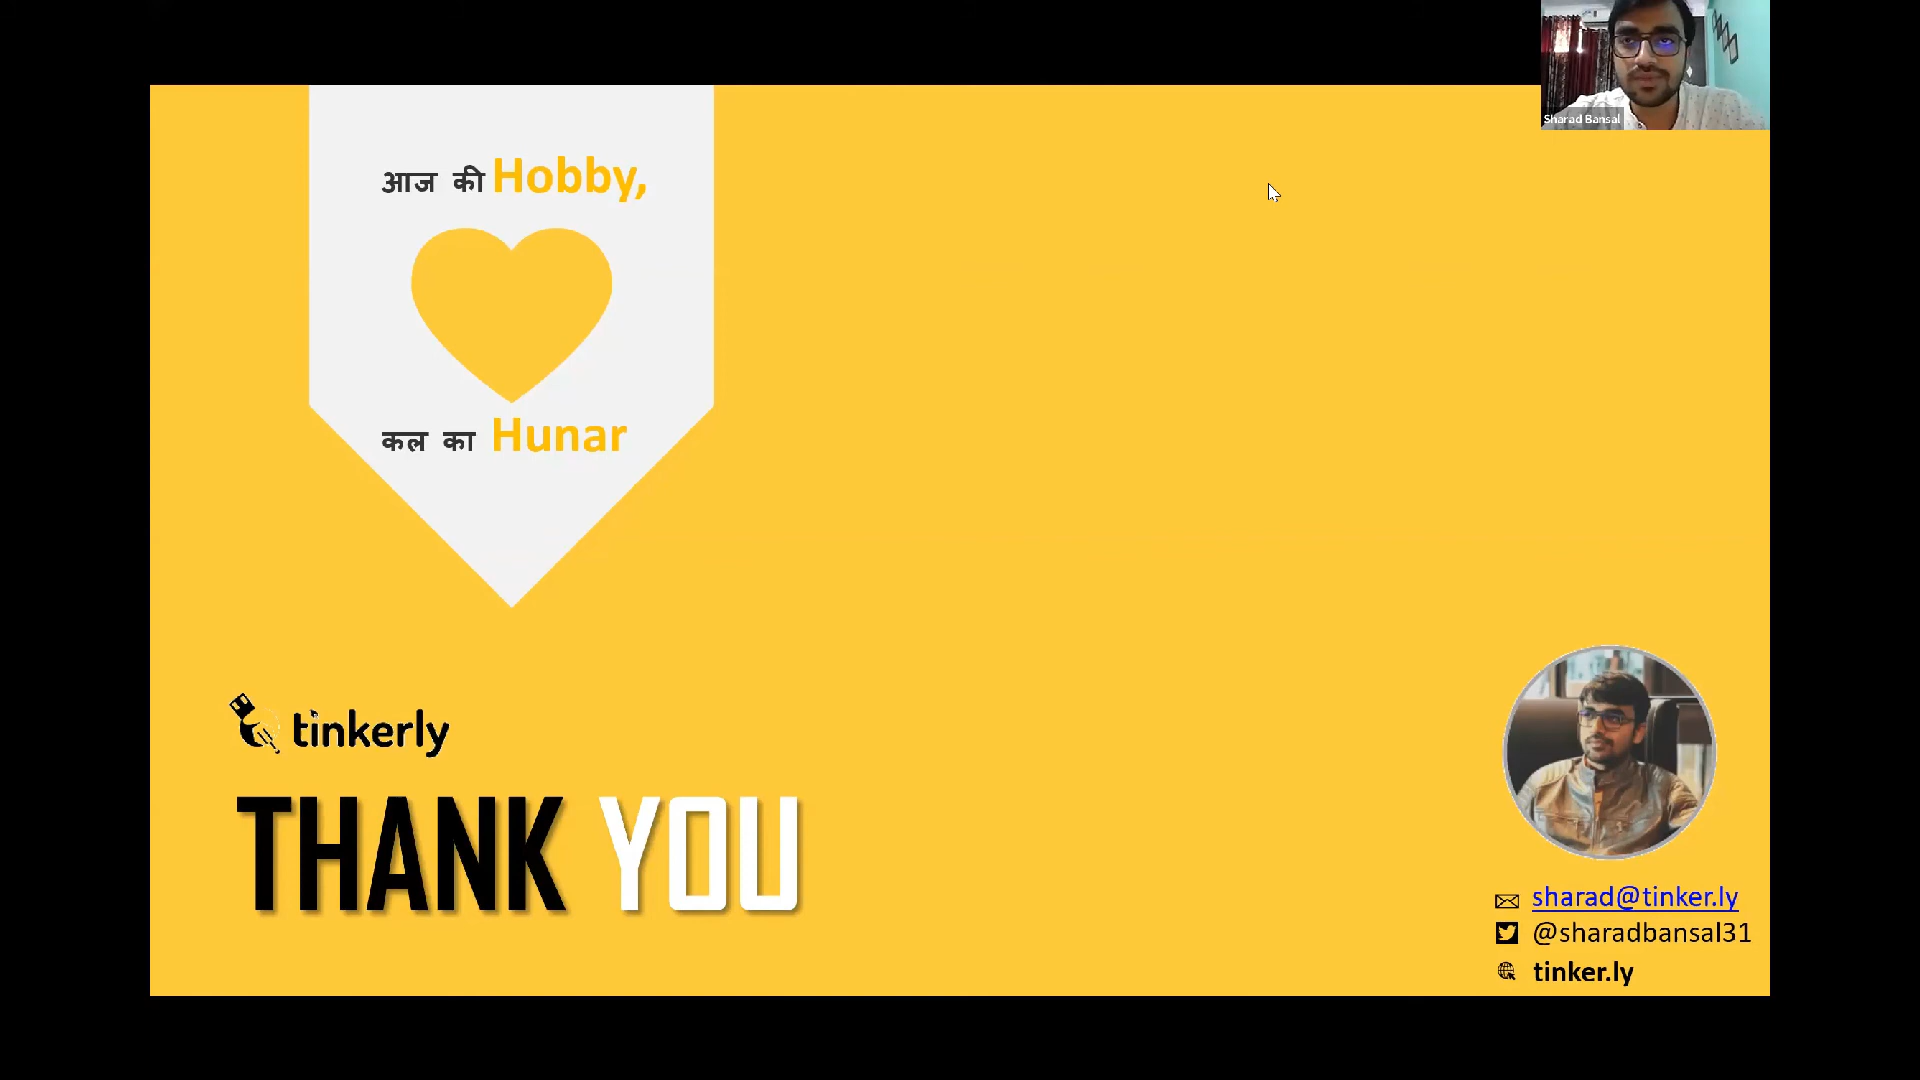 Sharad Bansal
आज की Hobby,
कल का Hunar
tinkerly
THANK YOU
sharad@tinker.ly
@sharadbansal31
tinker.ly